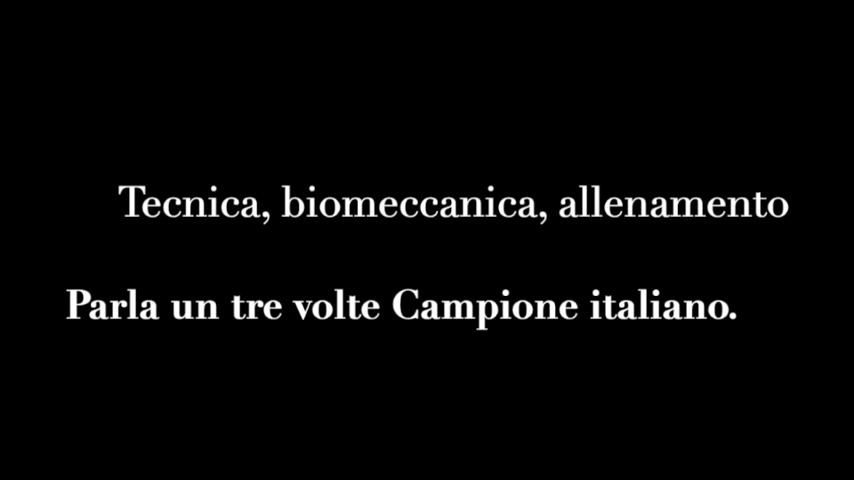 Tecnica, biomeccanica, allenamento
Parla un tre volte Campione italiano.